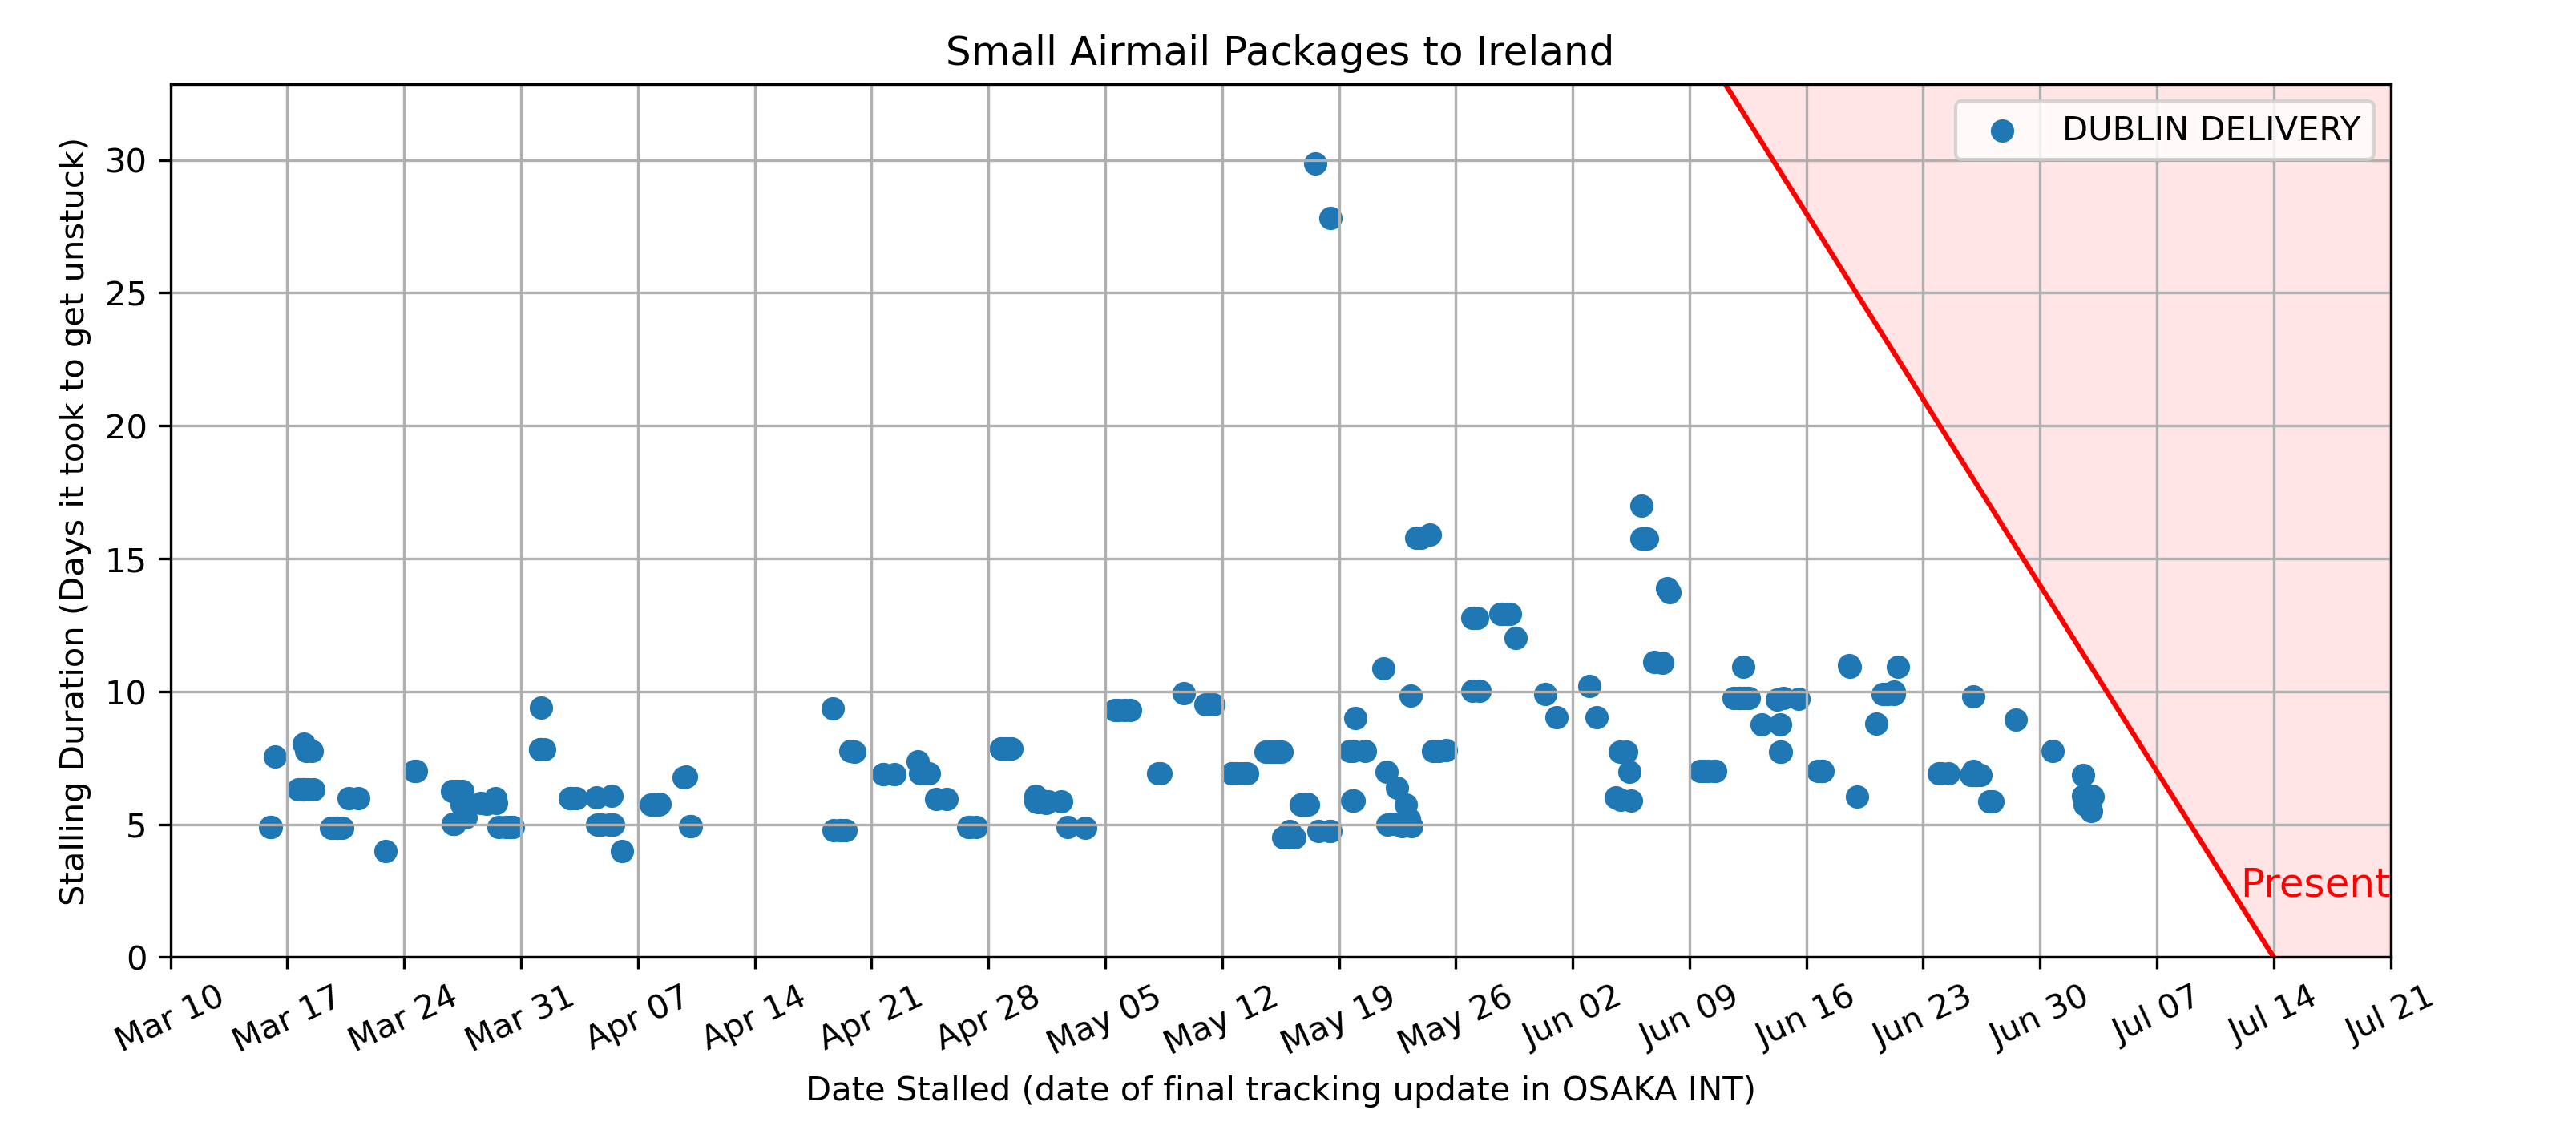 Small Airmail Packages to Ireland
DUBLIN DELIVERY
Stalling Duration (Days it took to get unstuck)
30
25
20
15
10
5
0
Present
Mar 10 Mar 17 Mar 24 Mar 31 Apr 07 Apr 14 Apr 21 Apr 28 May 05 May 12 May 19 May 26 Jun 02 Jun 09 Jun 16 Jun 23 Jun 30 Jul 07 Jul 14 Jul 21
Date Stalled (date of final tracking update in OSAKA INT)